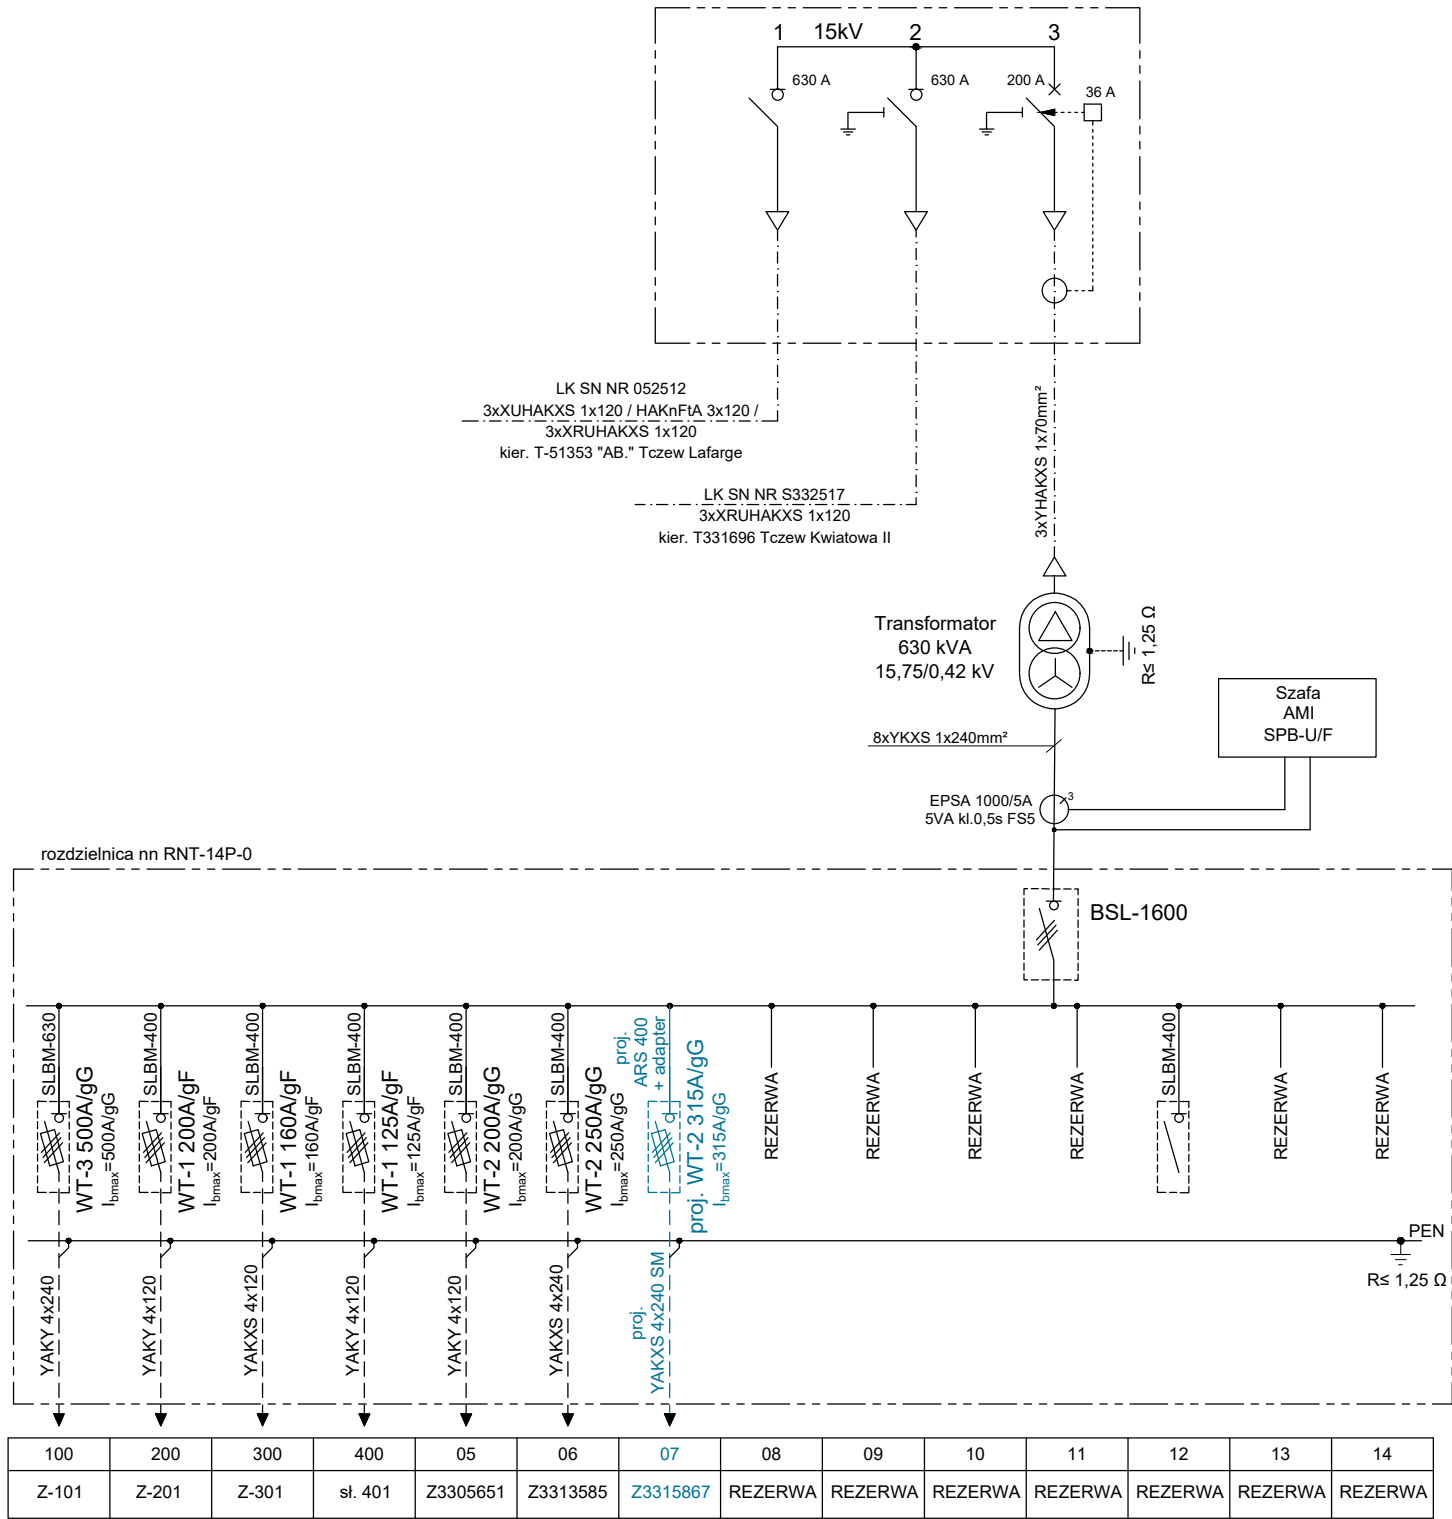 1 15kV 2 3
630 A 630 A 200 A 36 A
LK SN NR 052512
3xXUHAKXS 1x120 / HAKnFtA 3x120 /
3xXRUHAKXS 1x120
kier. T-51353 "AB." Tczew Lafarge
LK SN NR S332517
3xXRUHAKXS 1x120
kier. T331696 Tczew Kwiatowa II
3xYHAKXS 1x70mm²
Transformator
630 kVA
15,75/0,42 kV
R≤ 1,25 Ω
Szafa
AMI
SPB-U/F
8xYKXS 1x240mm²
EPSA 1000/5A
5VA kl.0,5s FS5
3
rozdzielnica nn RNT-14P-0
BSL-1600
SLBM-630
WT-3 500A/gG
Ibmax=500A/gG
SLBM-400
WT-1 200A/gF
Ibmax=200A/gF
SLBM-400
WT-1 160A/gF
Ibmax=160A/gF
SLBM-400
WT-1 125A/gF
Ibmax=125A/gF
SLBM-400
WT-2 200A/gG
Ibmax=200A/gG
SLBM-400
WT-2 250A/gG
Ibmax=250A/gG
proj.
ARS 400
+ adapter
proj. WT-2 315A/gG
Ibmax=315A/gG
REZERWA
REZERWA
REZERWA
REZERWA
SLBM-400
REZERWA
REZERWA
PEN
R≤ 1,25 Ω
YAKY 4x240
YAKY 4x120
YAKXS 4x120
YAKY 4x120
YAKY 4x120
YAKXS 4x240
proj.
YAKXS 4x240 SM
100 200 300 400 05 06 07 08 09 10 11 12 13 14
Z-101 Z-201 Z-301 sł. 401 Z3305651 Z3313585 Z3315867 REZERWA REZERWA REZERWA REZERWA REZERWA REZERWA REZERWA